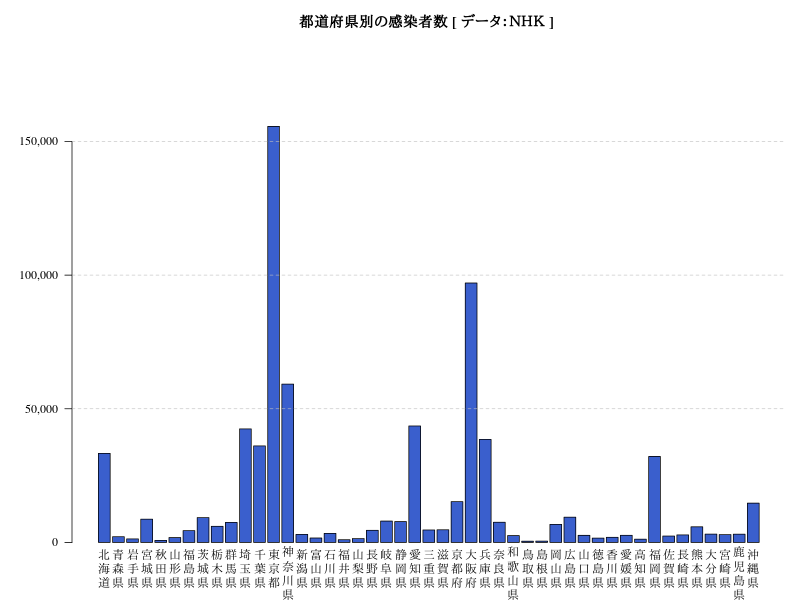 都道府県別の感染者数 [ データ：NHK ]
150,000
100,000
50,000
0
北海道
青森県
岩手県
宮城県
秋田県
山形県
福島県
茨城県
栃木県
群馬県
埼玉県
千葉県
東京都
神奈川県
新潟県
富山県
石川県
福井県
山梨県
長野県
岐阜県
静岡県
愛知県
三重県
滋賀県
京都府
大阪府
兵庫県
奈良県
和歌山県
鳥取県
島根県
岡山県
広島県
山口県
徳島県
香川県
愛媛県
高知県
福岡県
佐賀県
長崎県
熊本県
大分県
宮崎県
鹿児島県
沖縄県